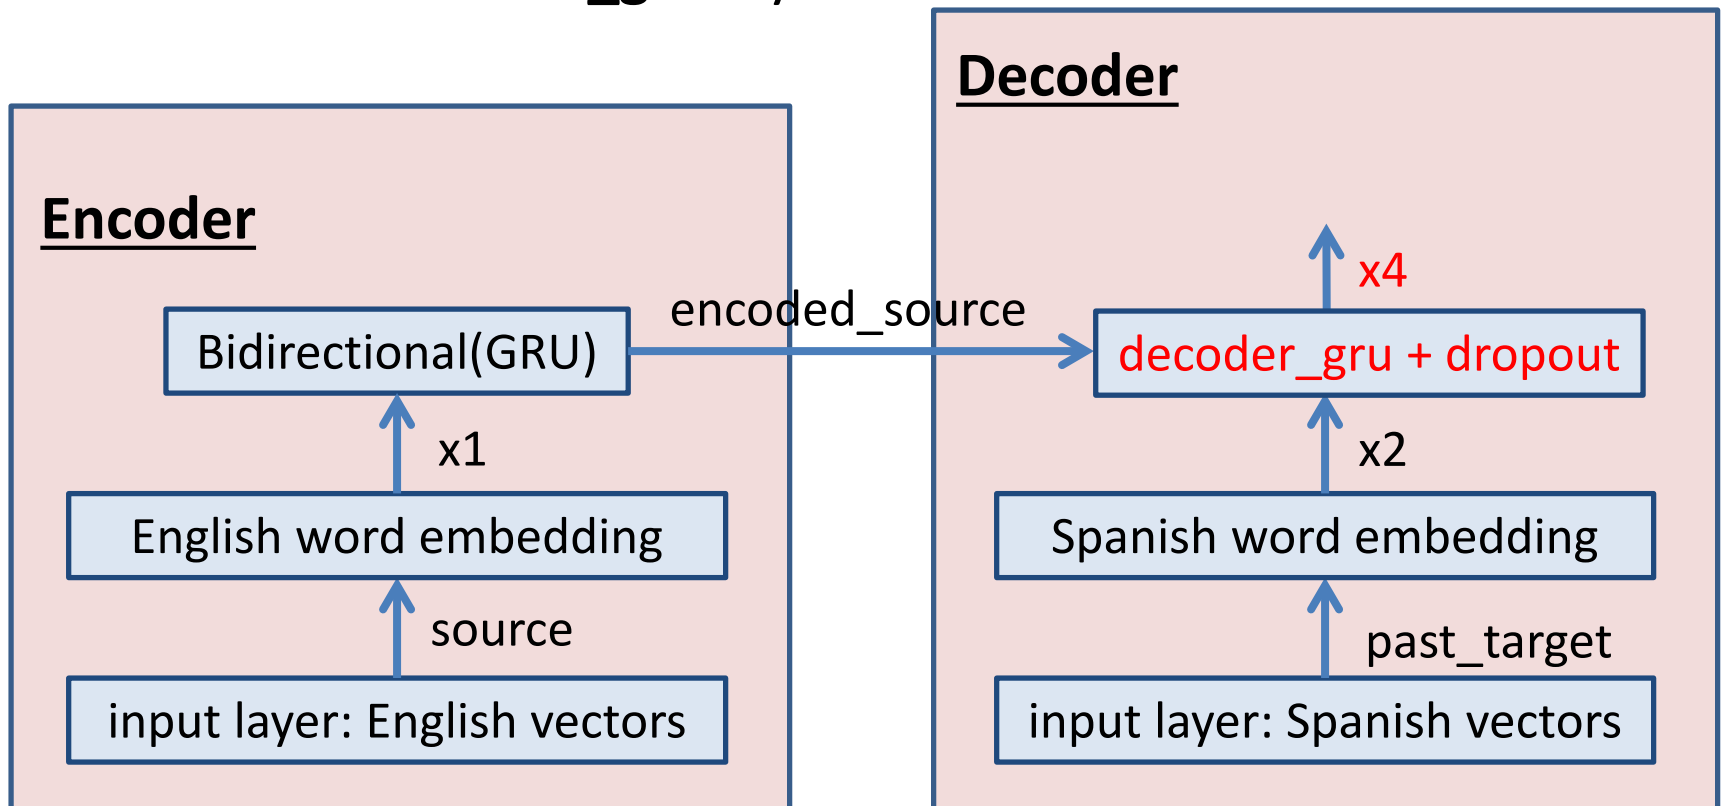 Decoder
Encoder
x4
encoded_source
Bidirectional(GRU)
decoder_gru + dropout
x1
x2
English word embedding
Spanish word embedding
source
past_target
input layer: English vectors
input layer: Spanish vectors